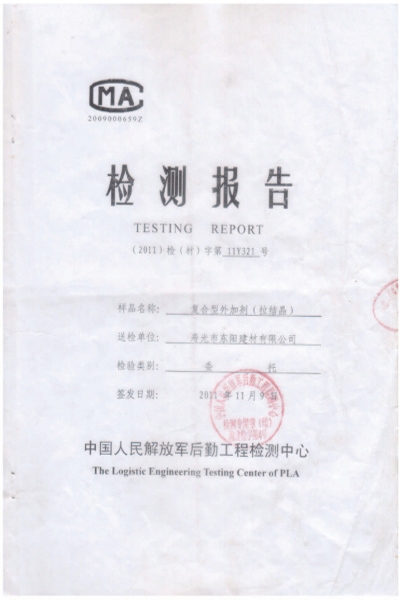 CMA
2009000659Z
检测报告
TESTING REPORT
(2011)检(材)字第 11Y321 号
样品名称: 复合型外加剂(拉结晶)
送检单位: 寿光市东阳建材有限公司
检验类别: 委 托
签发日期: 2011 年 11 月 9 日
中国人民解放军后勤工程检测中心
The Logistic Engineering Testing Center of PLA